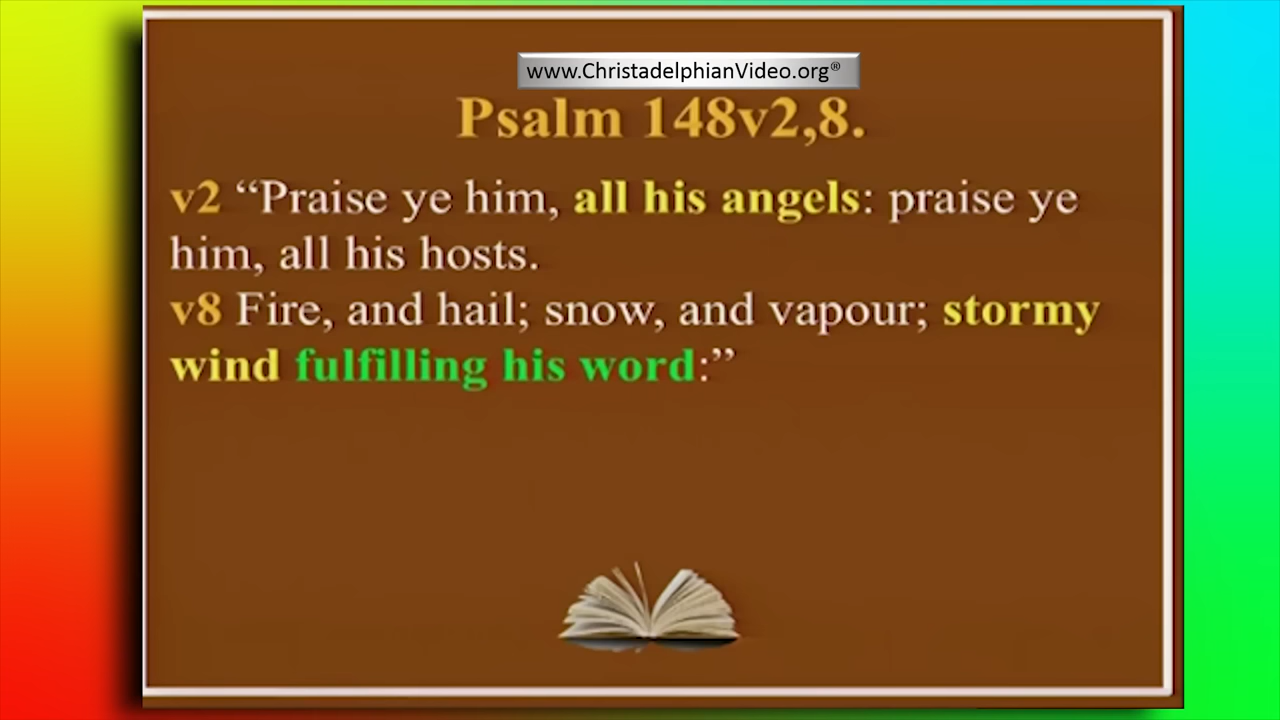 www.ChristadelphianVideo.org®
Psalm 148v2,8.
v2 “Praise ye him, all his angels: praise ye
him, all his hosts.
v8 Fire, and hail; snow, and vapour; stormy
wind fulfilling his word:”